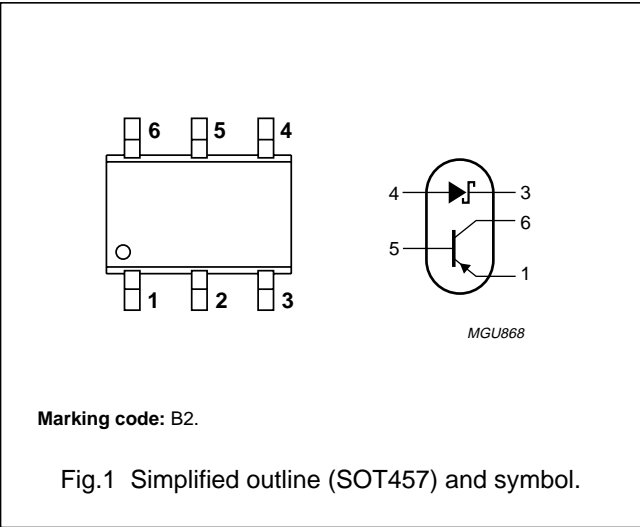 6 5 4
4 3
6
5
1
1 2 3
MGU868
Marking code: B2.
Fig.1 Simplified outline (SOT457) and symbol.